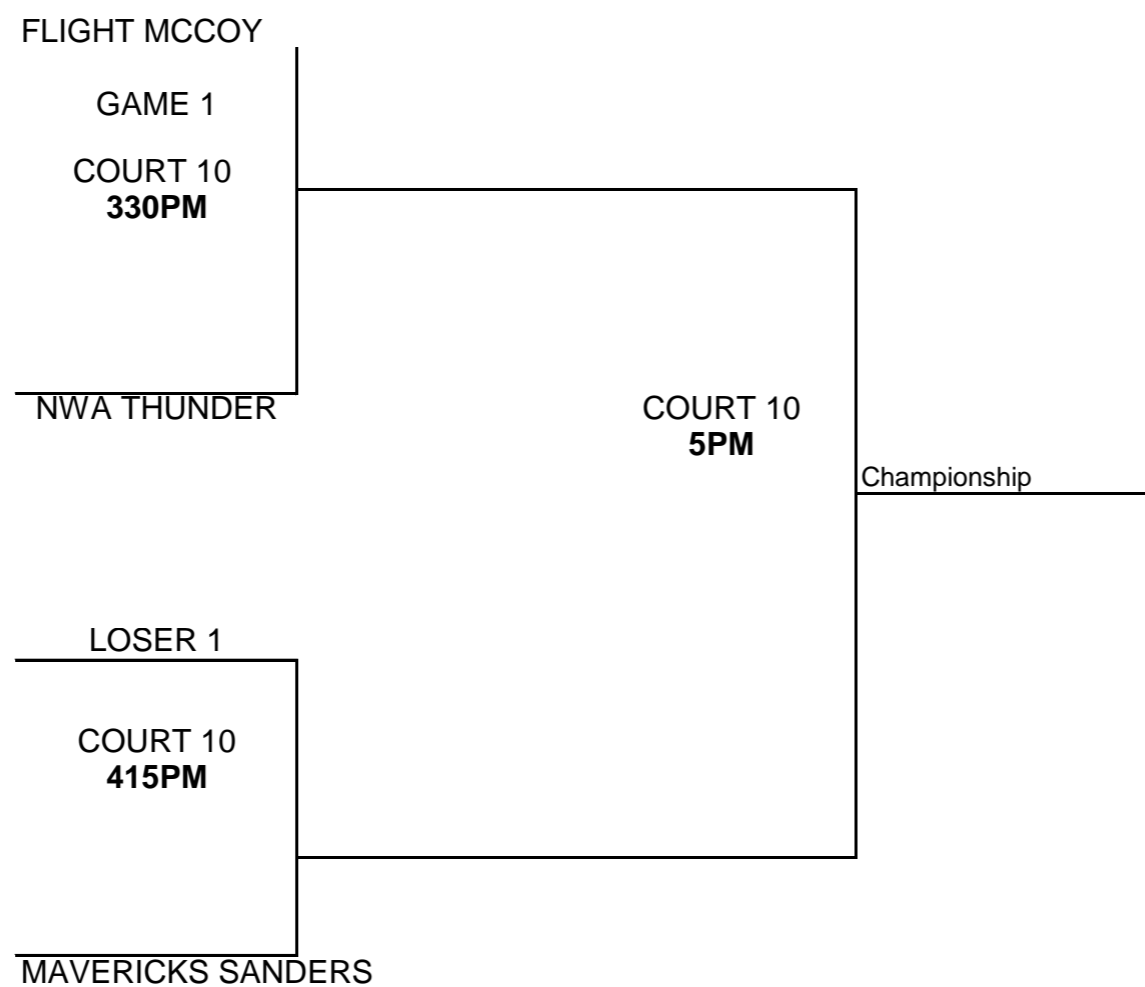 FLIGHT MCCOY
GAME 1
COURT 10
330PM
NWA THUNDER
COURT 10
5PM
Championship
LOSER 1
COURT 10
415PM
MAVERICKS SANDERS